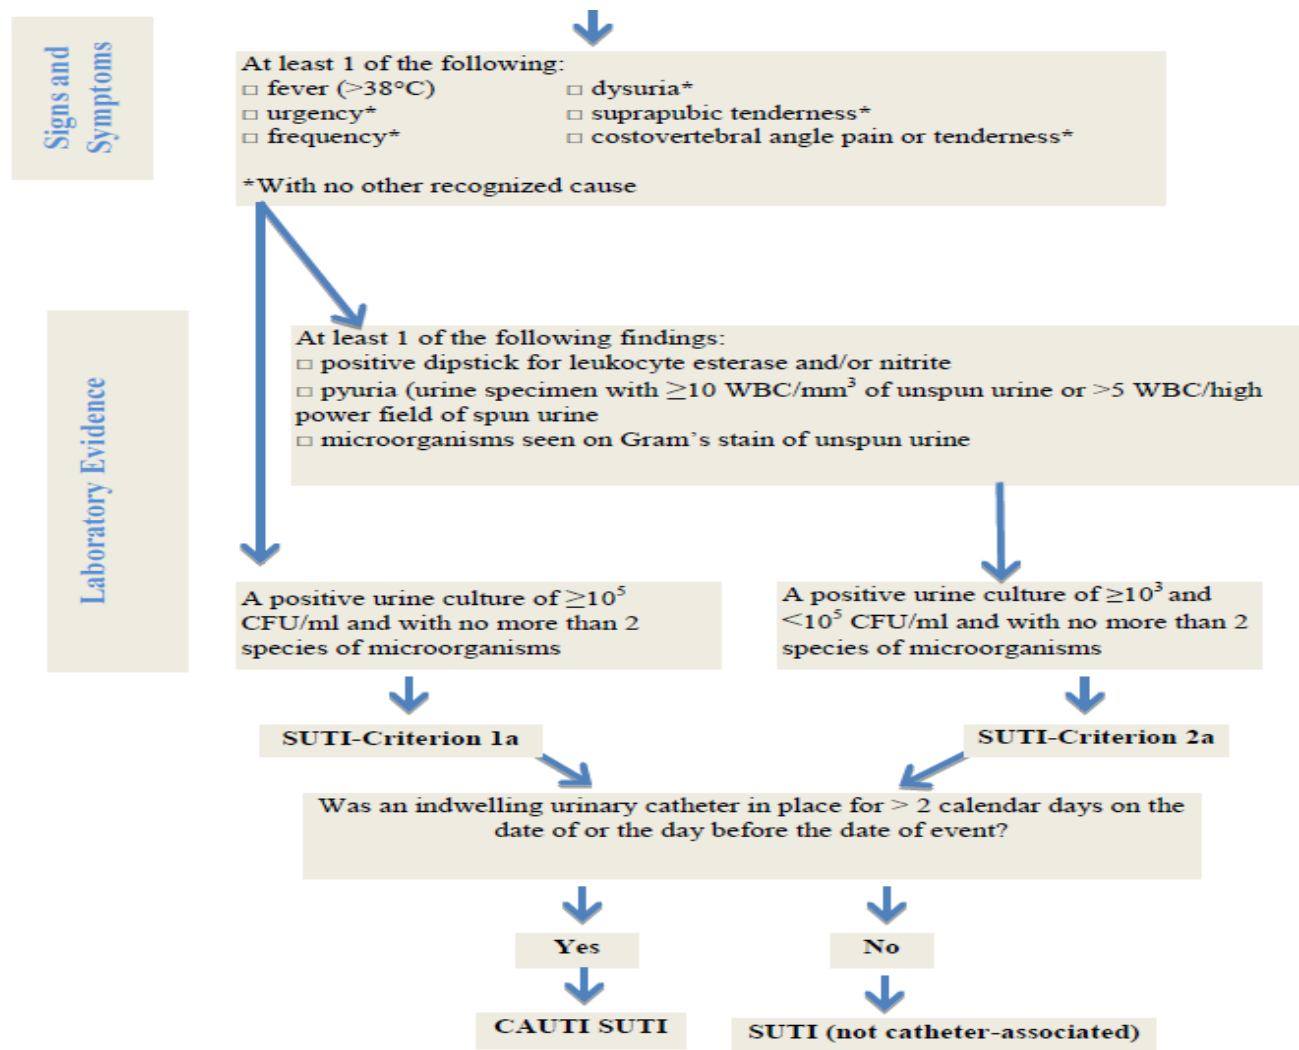 Signs and
Symptoms
At least 1 of the following:
□ fever (>38°C)
□ dysuria*
□ urgency*
□ suprapubic tenderness*
□ frequency*
□ costovertebral angle pain or tenderness*
*With no other recognized cause
Laboratory Evidence
At least 1 of the following findings:
□ positive dipstick for leukocyte esterase and/or nitrite
□ pyuria (urine specimen with ≥10 WBC/mm³ of unspun urine or >5 WBC/high
power field of spun urine
□ microorganisms seen on Gram's stain of unspun urine
A positive urine culture of ≥10⁵
CFU/ml and with no more than 2
species of microorganisms
A positive urine culture of ≥10³ and
<10⁵ CFU/ml and with no more than 2
species of microorganisms
SUTI-Criterion 1a
SUTI-Criterion 2a
Was an indwelling urinary catheter in place for > 2 calendar days on the
date of or the day before the date of event?
Yes
No
CAUTI SUTI
SUTI (not catheter-associated)